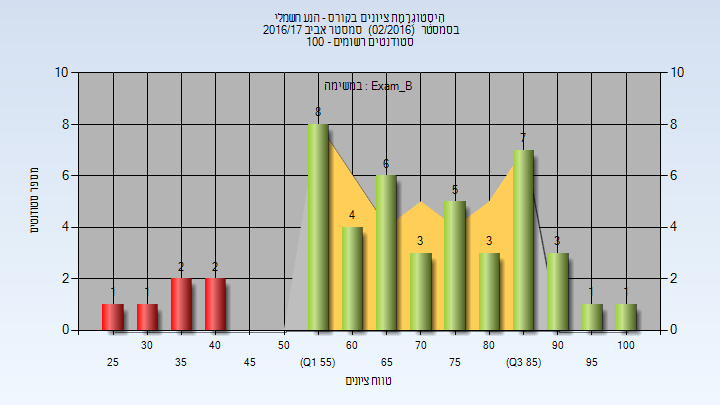 היסטוגרמת ציונים בקורס - הנע חשמלי
בסמסטר (02/2016) סמסטר אביב 2016/17
סטודנטים רשומים - 100
במשימה : Exam_B
מספר סטודנטים
10 10
8 8
6 6
4 4
2 2
0 0
1 1 2 2 8 4 6 3 5 3 7 3 1 1
30 40 50 60 70 80 90 100
25 35 45 (Q1 55) 65 75 (Q3 85) 95
טווח ציונים